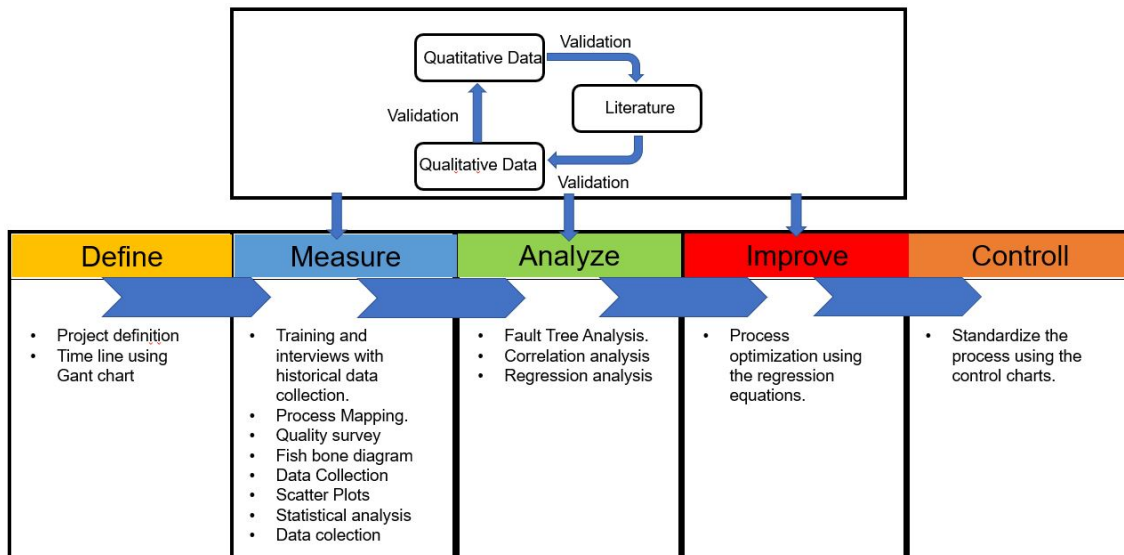 Validation
Quatitative Data
Literature
Validation
Qualitative Data
Validation
Define
Measure
Analyze
Improve
Controll
• Project definition
• Time line using
Gant chart
• Training and
interviews with
historical data
collection.
• Process Mapping.
• Quality survey
• Fish bone diagram
• Data Collection
• Scatter Plots
• Statistical analysis
• Data colection
• Fault Tree Analysis.
• Correlation analysis
• Regression analysis
• Process
optimization using
the regression
equations.
• Standardize the
process using the
control charts.